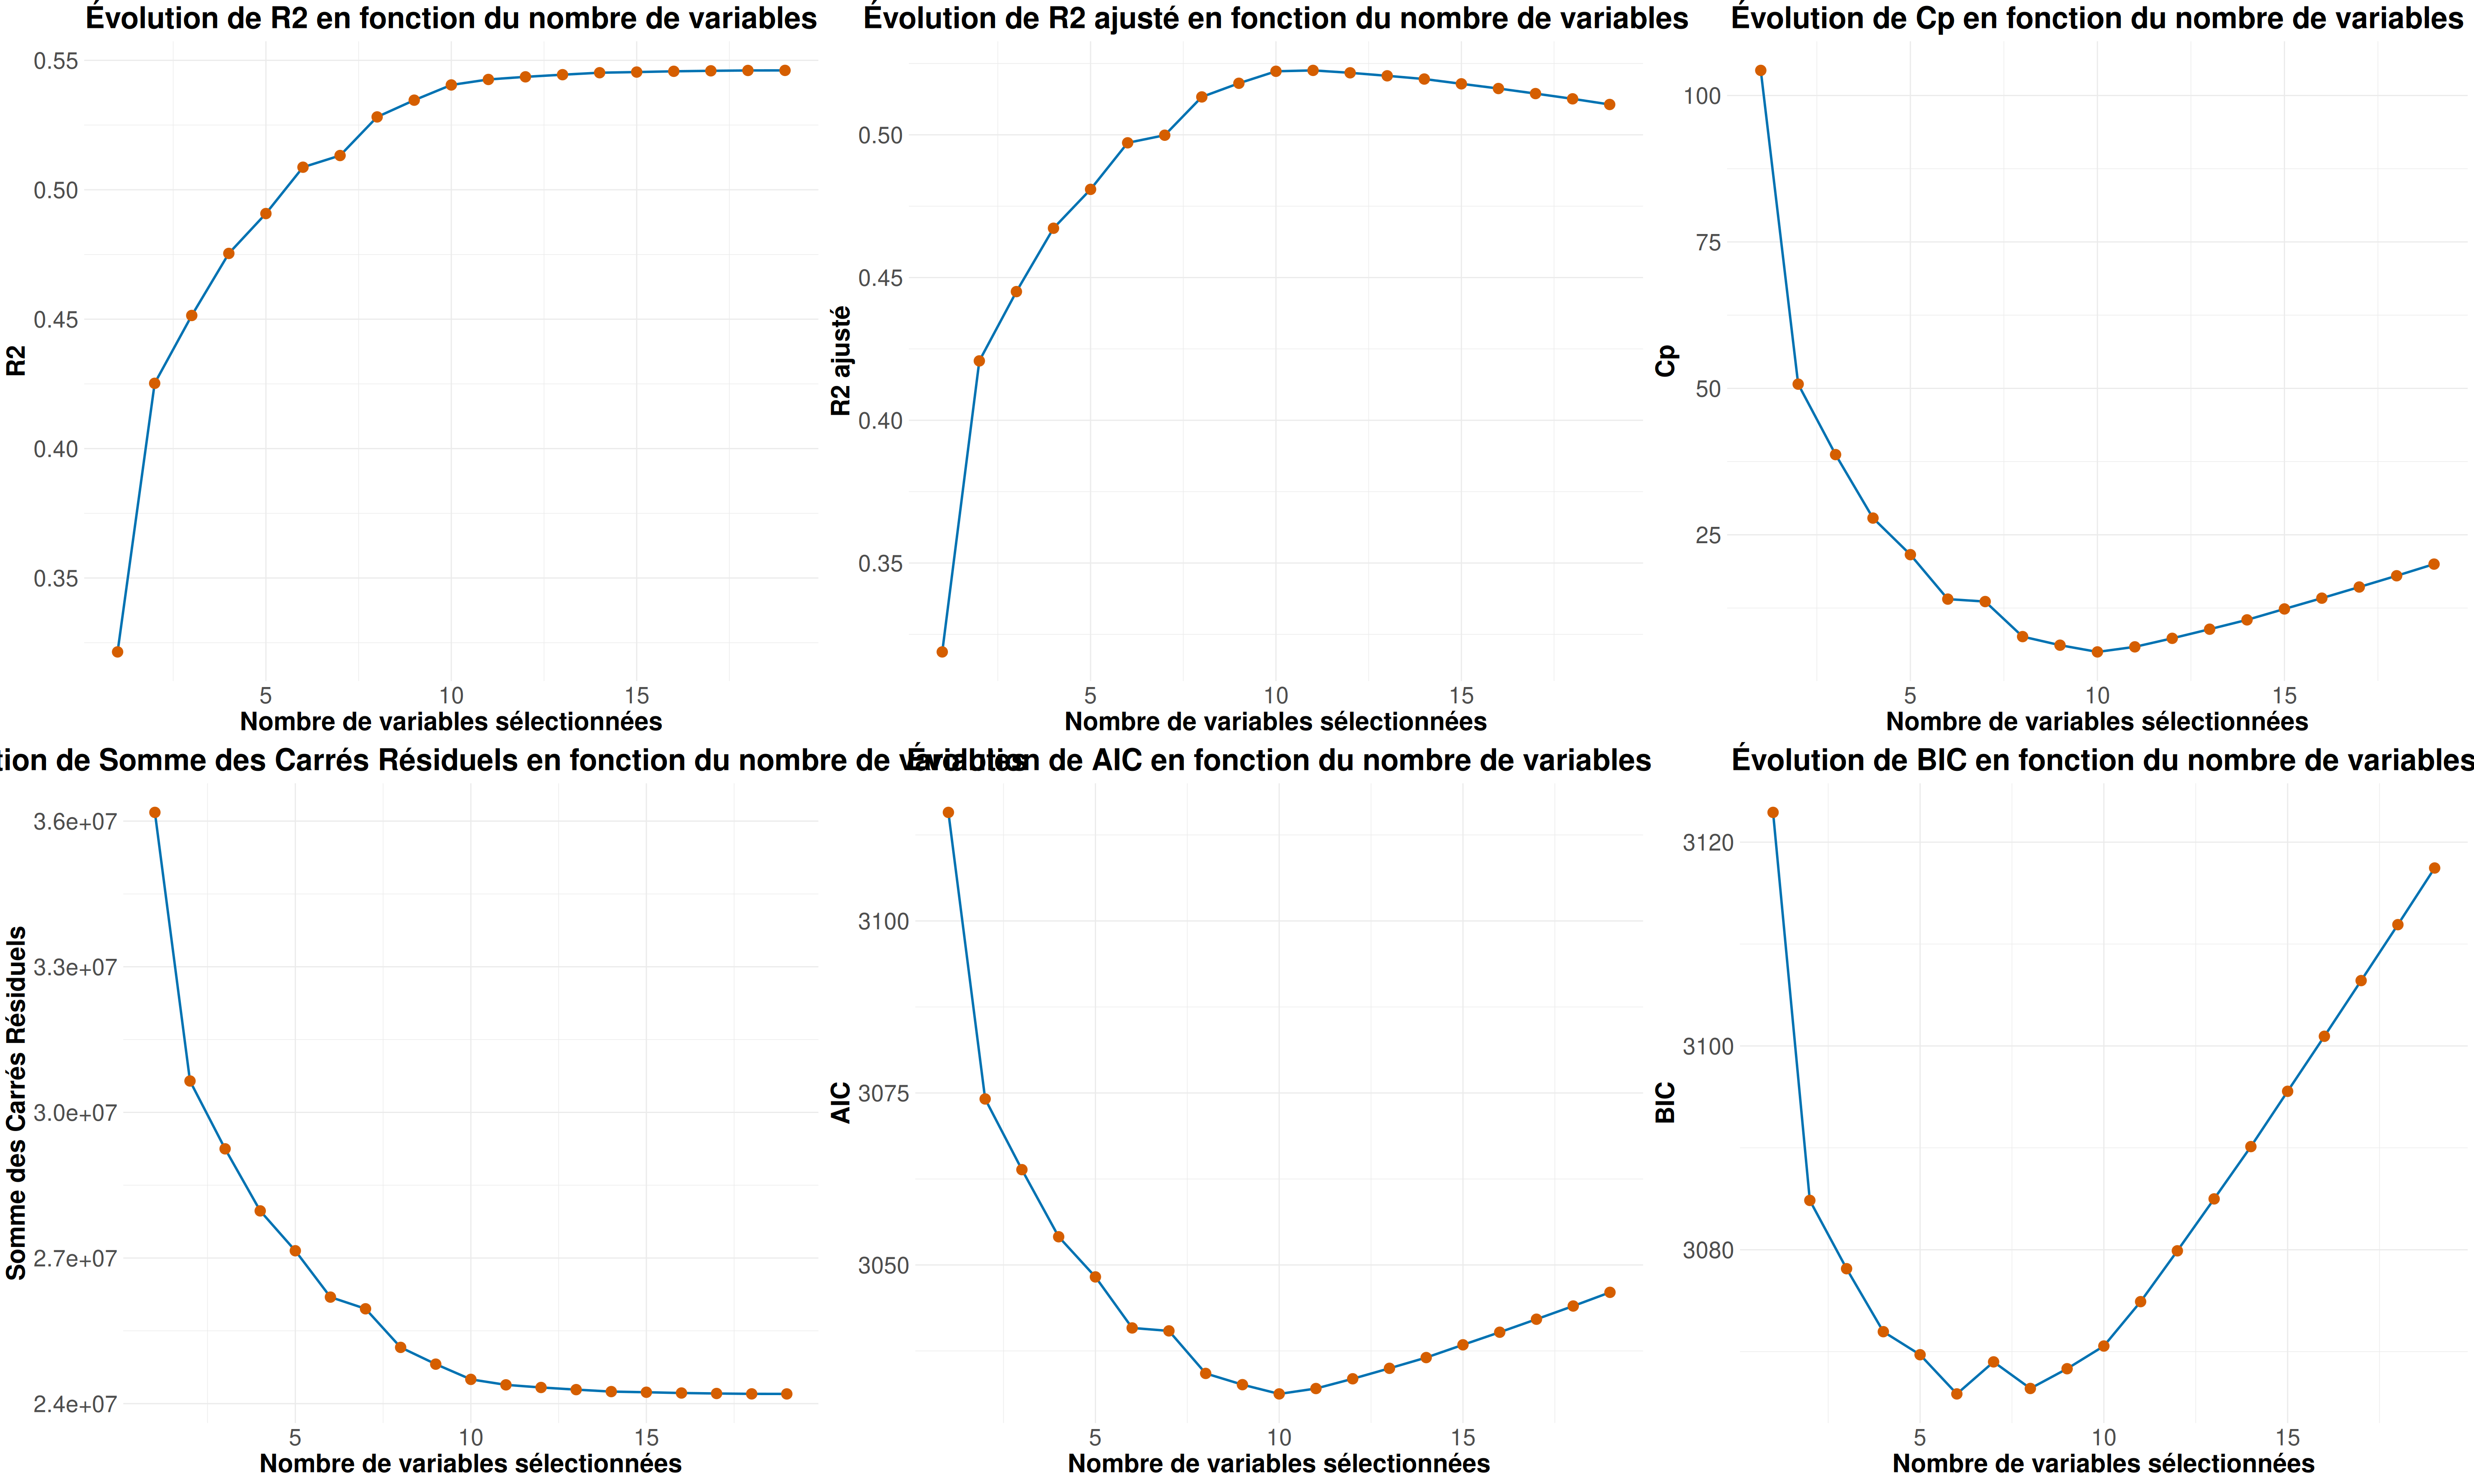 Évolution de R2 en fonction du nombre de variables
0.55
0.50
0.45
0.40
0.35
R2
5 10 15
Nombre de variables sélectionnées
Évolution de R2 ajusté en fonction du nombre de variables
0.50
0.45
0.40
0.35
R2 ajusté
5 10 15
Nombre de variables sélectionnées
Évolution de Cp en fonction du nombre de variables
100
75
50
25
Cp
5 10 15
Nombre de variables sélectionnées
tion de Somme des Carrés Résiduels en fonction du nombre de variables
3.6e+07
3.3e+07
3.0e+07
2.7e+07
2.4e+07
Somme des Carrés Résiduels
5 10 15
Nombre de variables sélectionnées
Évolution de AIC en fonction du nombre de variables
3100
3075
3050
AIC
5 10 15
Nombre de variables sélectionnées
Évolution de BIC en fonction du nombre de variables
3120
3100
3080
BIC
5 10 15
Nombre de variables sélectionnées